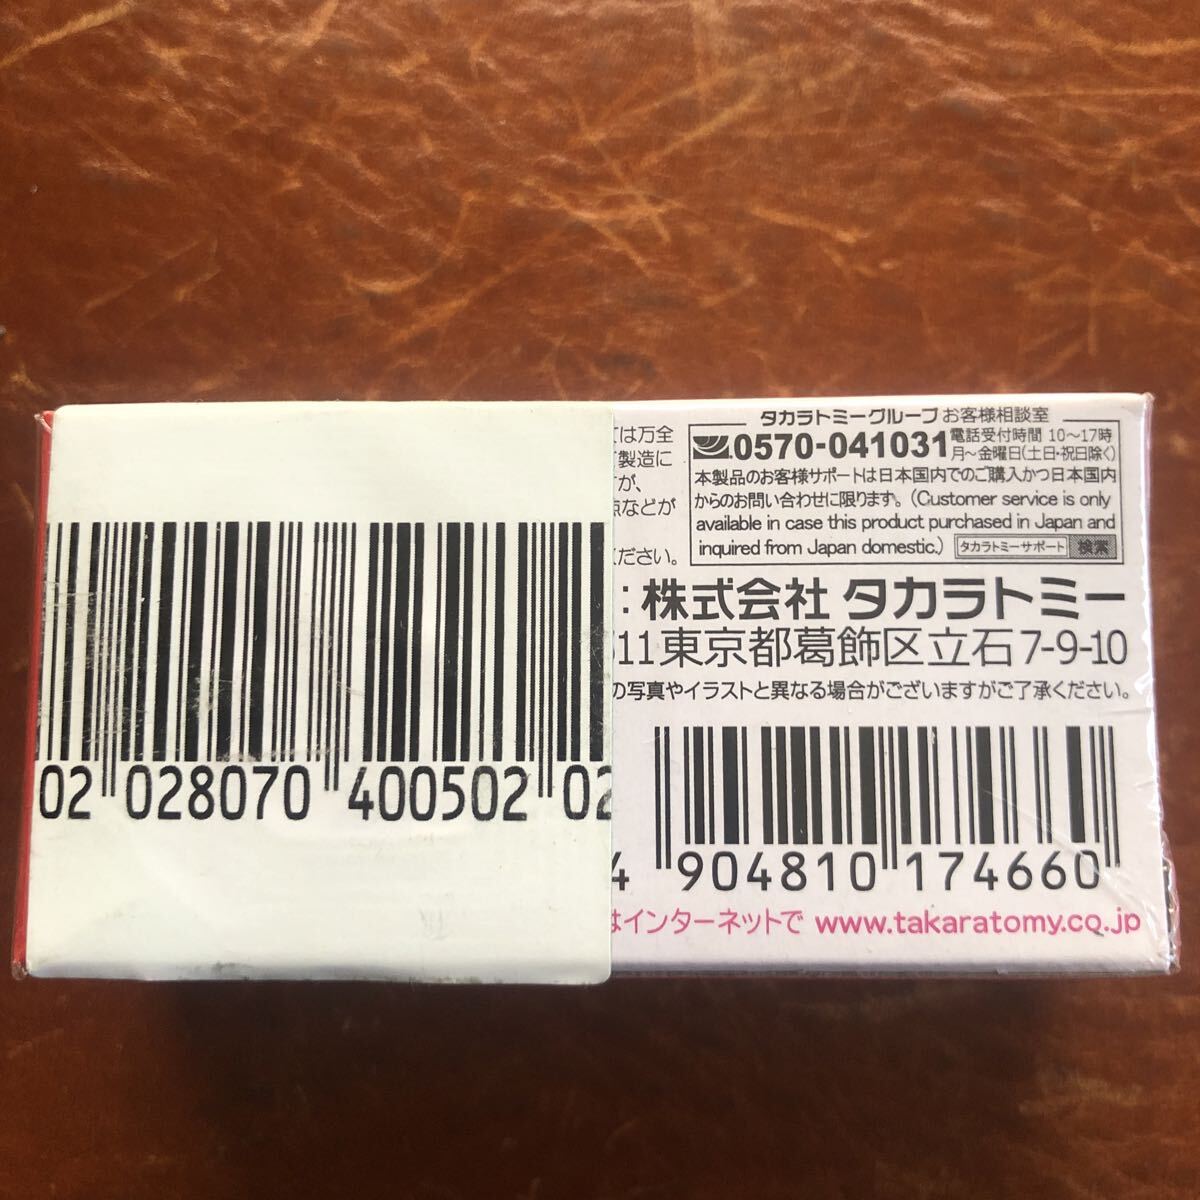 02 028070 400502 02
ては万全
製造に
すが、
点などが
ください。
タカラトミーグループ お客様相談室
0570-041031 電話受付時間 10〜17時
月〜金曜日(土日・祝日除く)
本製品のお客様サポートは日本国内でのご購入かつ日本国内
からのお問い合わせに限ります。(Customer service is only
available in case this product purchased in Japan and
inquired from Japan domestic.) タカラトミーサポート 検索
: 株式会社 タカラトミー
511 東京都葛飾区立石7-9-10
の写真やイラストと異なる場合がございますがご了承ください。
4 904810 174660
はインターネットで www.takaratomy.co.jp